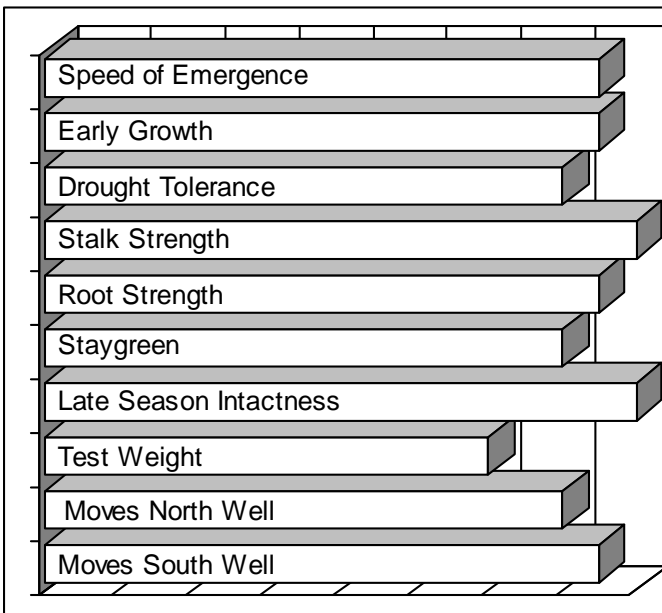 Speed of Emergence
Early Growth
Drought Tolerance
Stalk Strength
Root Strength
Staygreen
Late Season Intactness
Test Weight
Moves North Well
Moves South Well